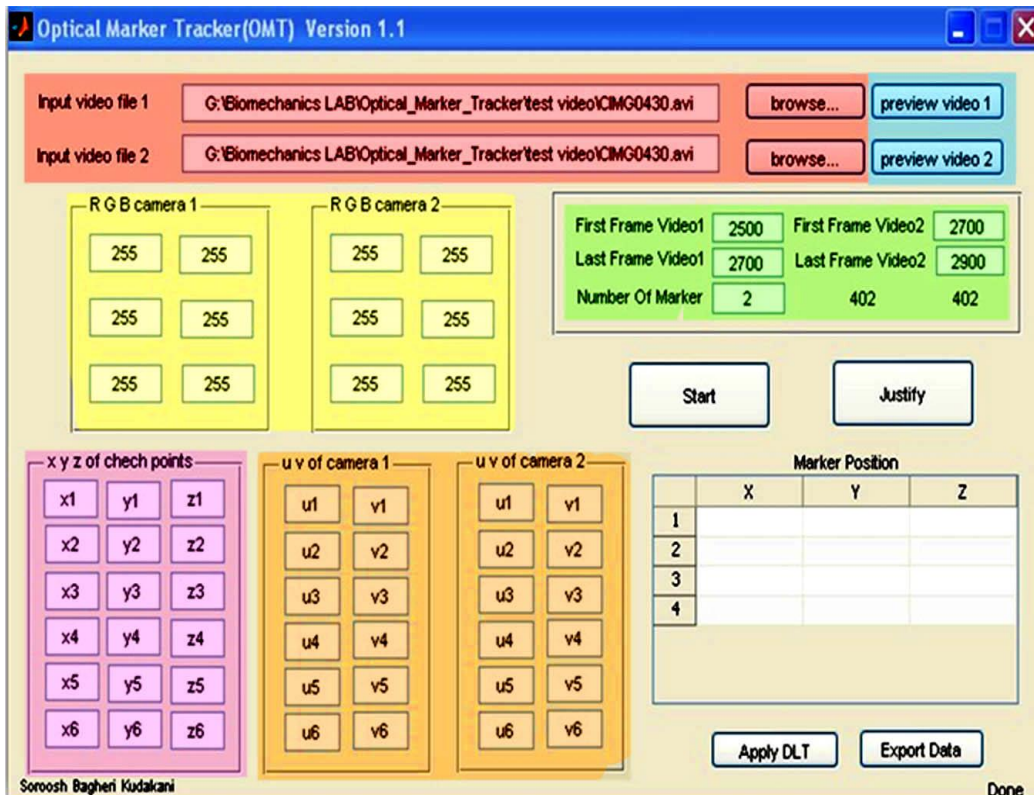 Optical Marker Tracker(OMT) Version 1.1
Input video file 1 G:\Biomechanics LAB\Optical_Marker_Tracker\test video\CIMG0430.avi browse... preview video 1
Input video file 2 G:\Biomechanics LAB\Optical_Marker_Tracker\test video\CIMG0430.avi browse... preview video 2
R G B camera 1
255 255
255 255
255 255
R G B camera 2
255 255
255 255
255 255
First Frame Video1 2500 First Frame Video2 2700
Last Frame Video1 2700 Last Frame Video2 2900
Number Of Marker 2 402 402
Start Justify
x y z of chech points
x1 y1 z1
x2 y2 z2
x3 y3 z3
x4 y4 z4
x5 y5 z5
x6 y6 z6
u v of camera 1
u1 v1
u2 v2
u3 v3
u4 v4
u5 v5
u6 v6
u v of camera 2
u1 v1
u2 v2
u3 v3
u4 v4
u5 v5
u6 v6
Marker Position
X Y Z
1
2
3
4
Apply DLT Export Data
Soroosh Bagheri Kudakani
Done